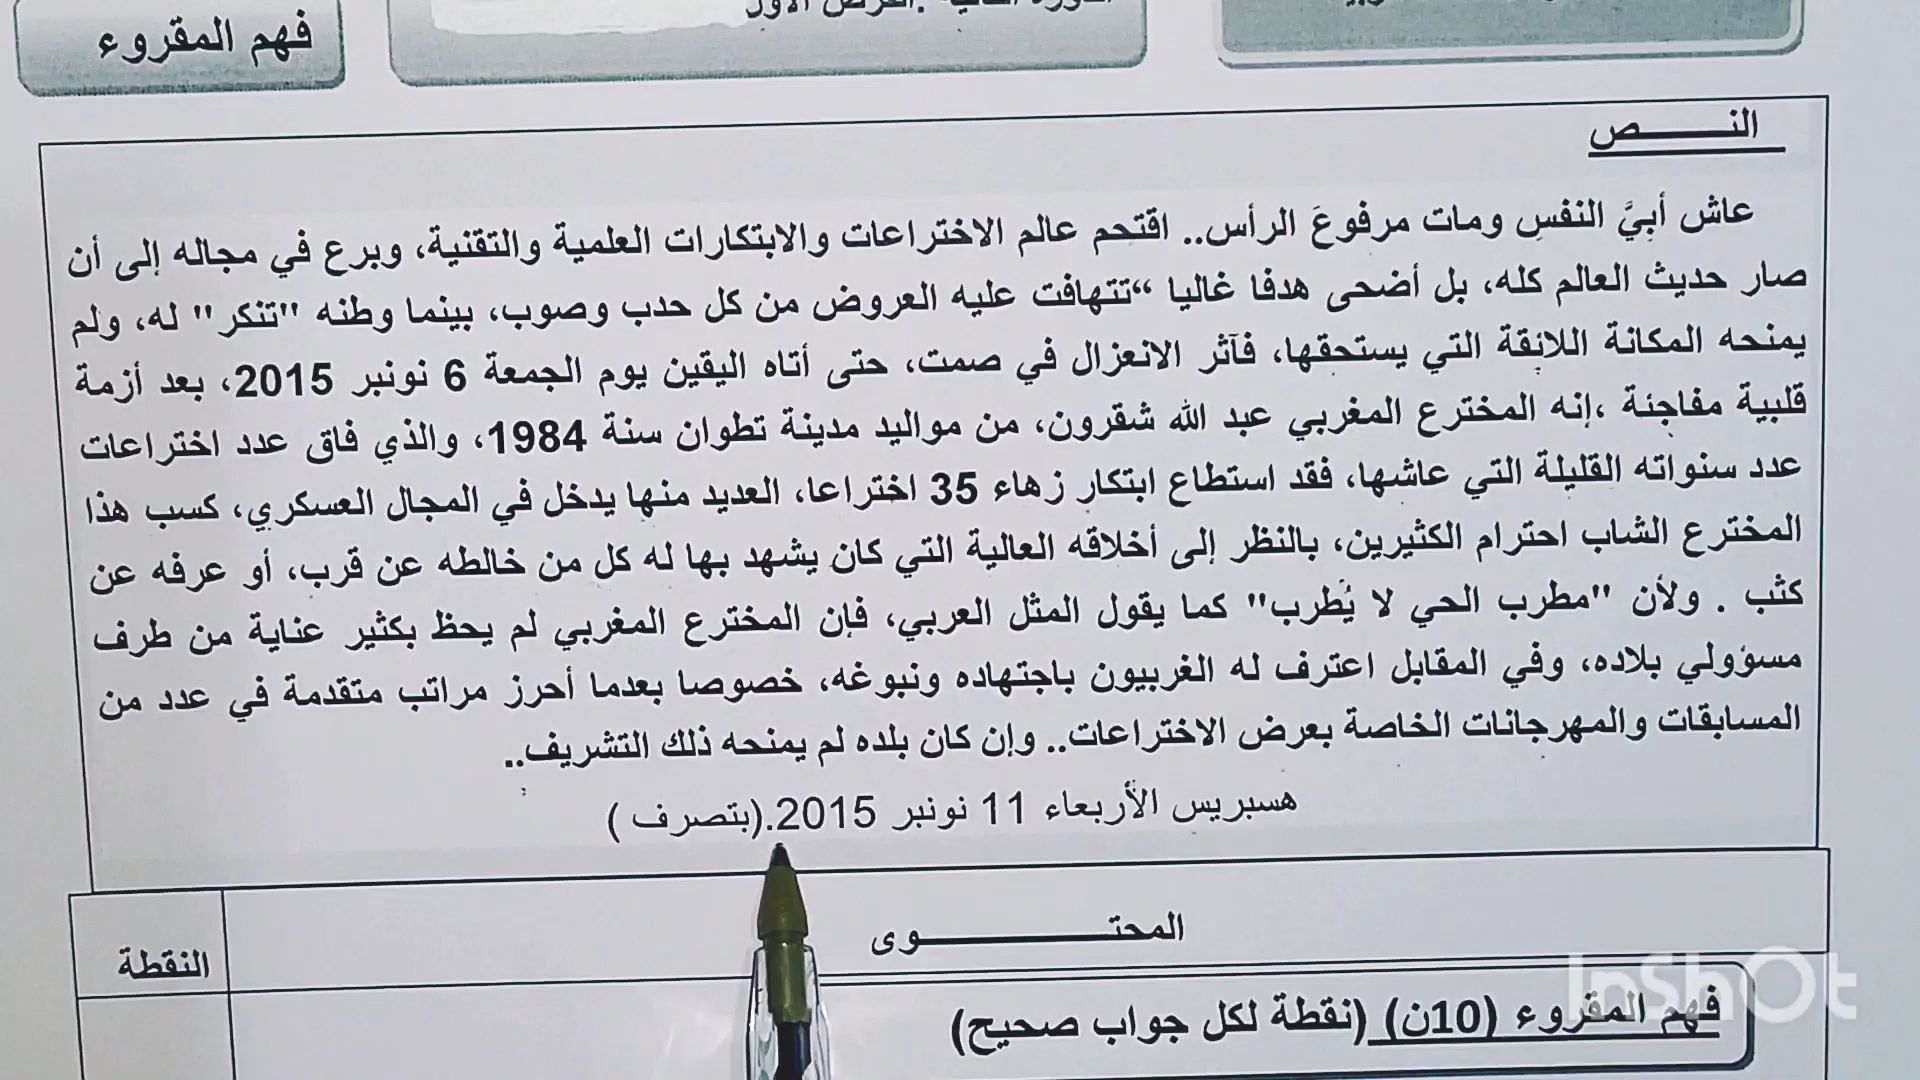 فهم المقروء
الفرض الأول
النـــــص
عاش أبِيَّ النفسِ ومات مرفوعَ الرأس.. اقتحم عالم الاختراعات والابتكارات العلمية والتقنية، وبرع في مجاله إلى أن
صار حديث العالم كله، بل أضحى هدفا غاليا “تتهافت عليه العروض من كل حدب وصوب، بينما وطنه "تنكر" له، ولم
يمنحه المكانة اللائقة التي يستحقها، فآثر الانعزال في صمت، حتى أتاه اليقين يوم الجمعة 6 نونبر 2015، بعد أزمة
قلبية مفاجئة ،إنه المخترع المغربي عبد الله شقرون، من مواليد مدينة تطوان سنة 1984، والذي فاق عدد اختراعات
عدد سنواته القليلة التي عاشها، فقد استطاع ابتكار زهاء 35 اختراعا، العديد منها يدخل في المجال العسكري، كسب هذا
المخترع الشاب احترام الكثيرين، بالنظر إلى أخلاقه العالية التي كان يشهد بها له كل من خالطه عن قرب، أو عرفه عن
كثب . ولأن "مطرب الحي لا يُطرب" كما يقول المثل العربي، فإن المخترع المغربي لم يحظ بكثير عناية من طرف
مسؤولي بلاده، وفي المقابل اعترف له الغربيون باجتهاده ونبوغه، خصوصا بعدما أحرز مراتب متقدمة في عدد من
المسابقات والمهرجانات الخاصة بعرض الاختراعات.. وإن كان بلده لم يمنحه ذلك التشريف..
هسبريس الأربعاء 11 نونبر 2015.(بتصرف )
المحتـــــــوى
النقطة
فهم المقروء (10ن) (نقطة لكل جواب صحيح)
InShOt